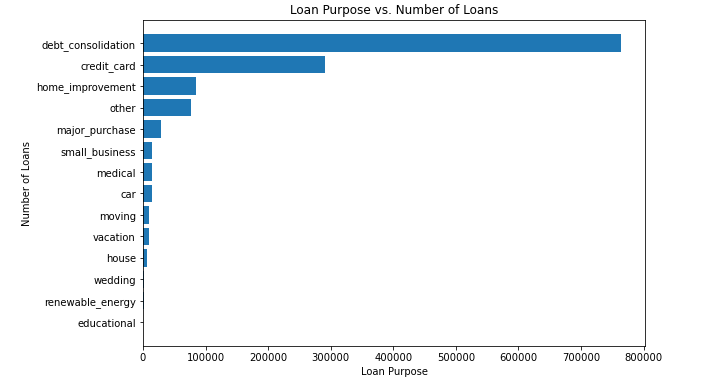 Loan Purpose vs. Number of Loans
debt_consolidation
credit_card
home_improvement
other
major_purchase
small_business
medical
car
moving
vacation
house
wedding
renewable_energy
educational
Number of Loans
0 100000 200000 300000 400000 500000 600000 700000 800000
Loan Purpose